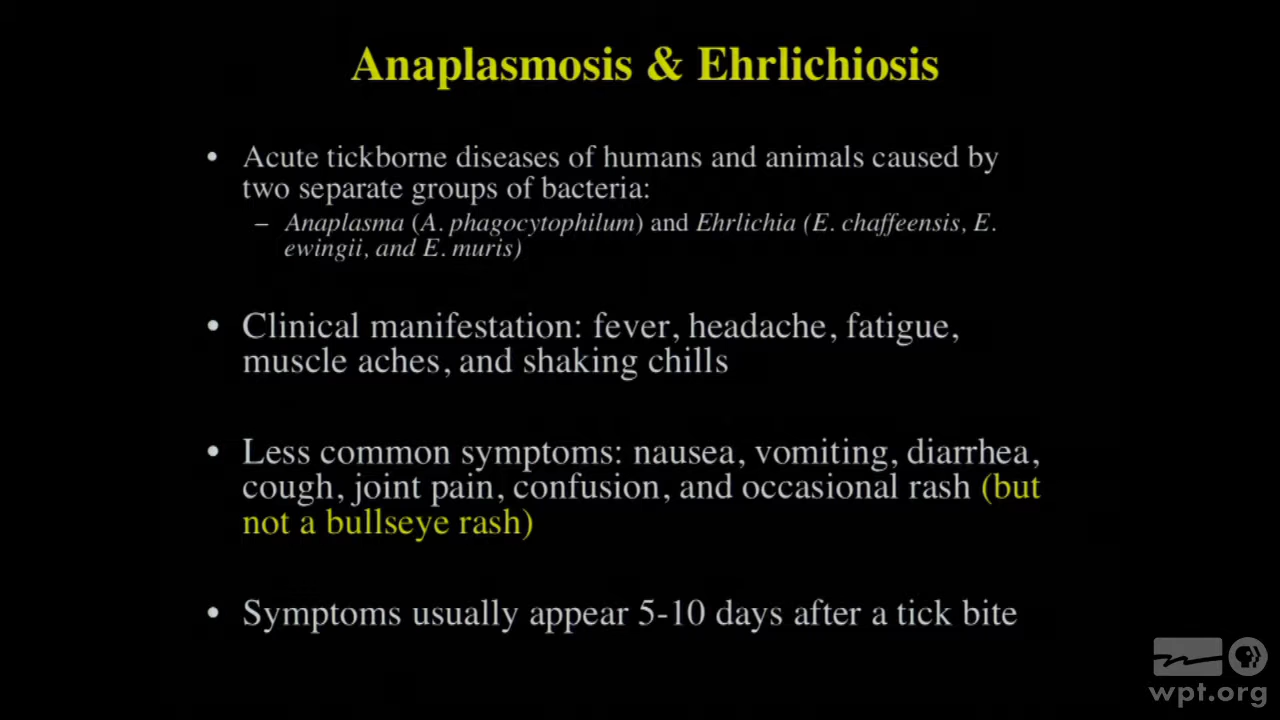 Anaplasmosis & Ehrlichiosis
• Acute tickborne diseases of humans and animals caused by
two separate groups of bacteria:
– Anaplasma (A. phagocytophilum) and Ehrlichia (E. chaffeensis, E.
ewingii, and E. muris)
• Clinical manifestation: fever, headache, fatigue,
muscle aches, and shaking chills
• Less common symptoms: nausea, vomiting, diarrhea,
cough, joint pain, confusion, and occasional rash (but
not a bullseye rash)
• Symptoms usually appear 5-10 days after a tick bite
wpt.org